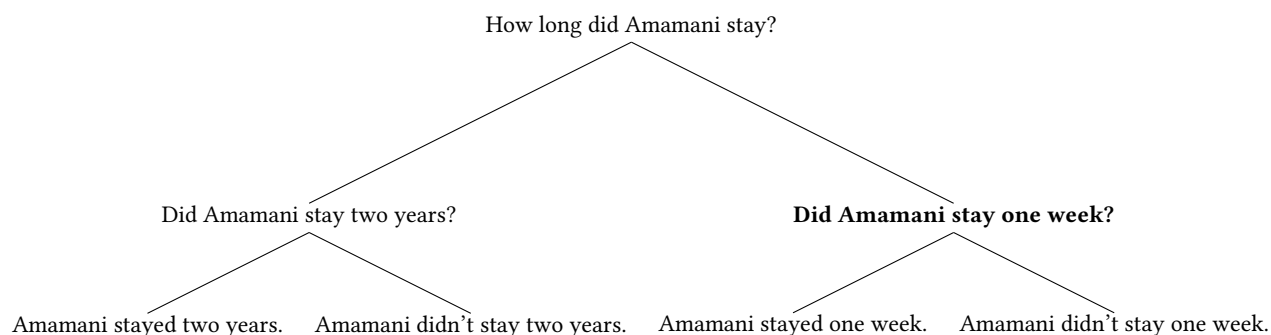 How long did Amamani stay?
Did Amamani stay two years?
Did Amamani stay one week?
Amamani stayed two years.
Amamani didn’t stay two years.
Amamani stayed one week.
Amamani didn’t stay one week.